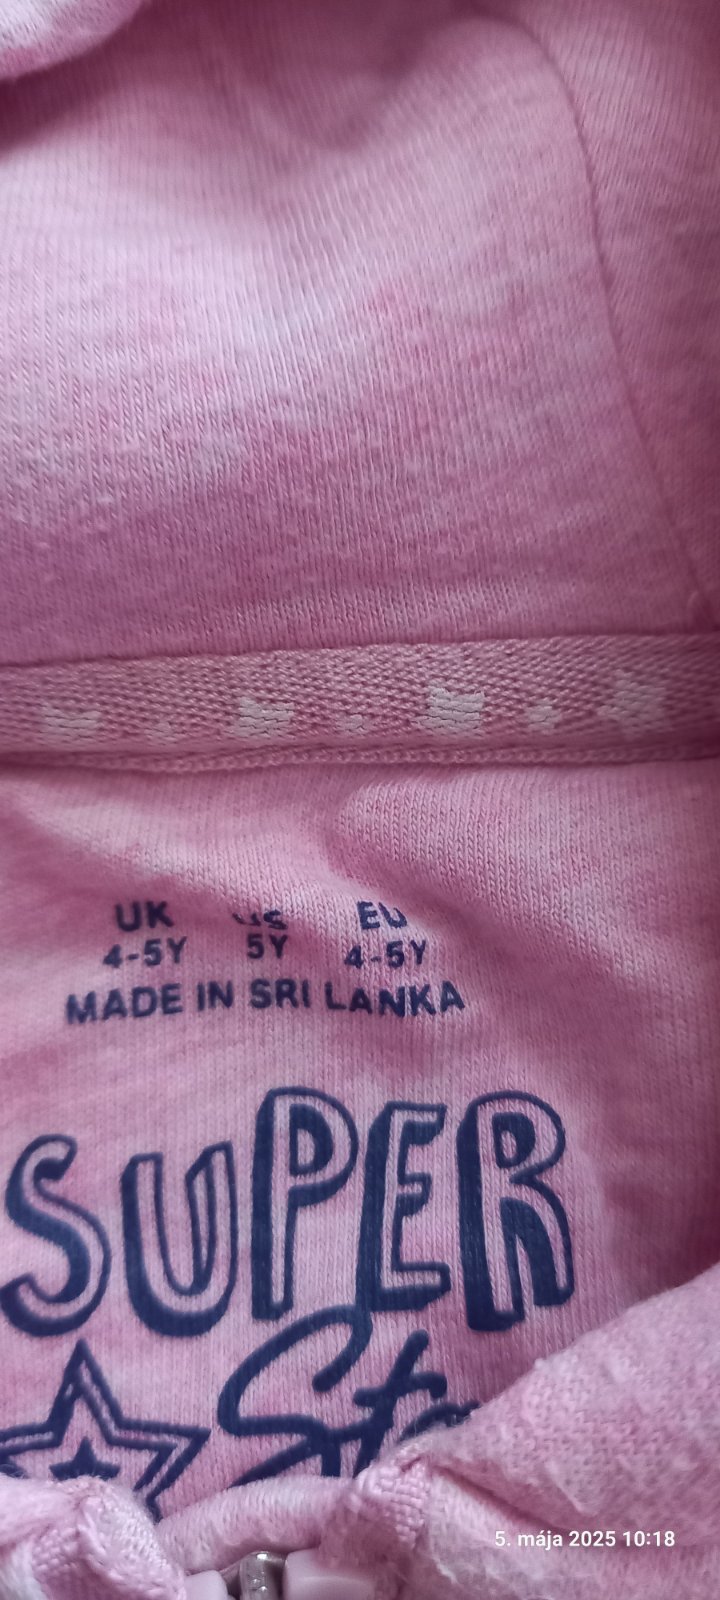 UK US EU
4-5Y 5Y 4-5Y
MADE IN SRI LANKA
SUPER
5. mája 2025 10:18